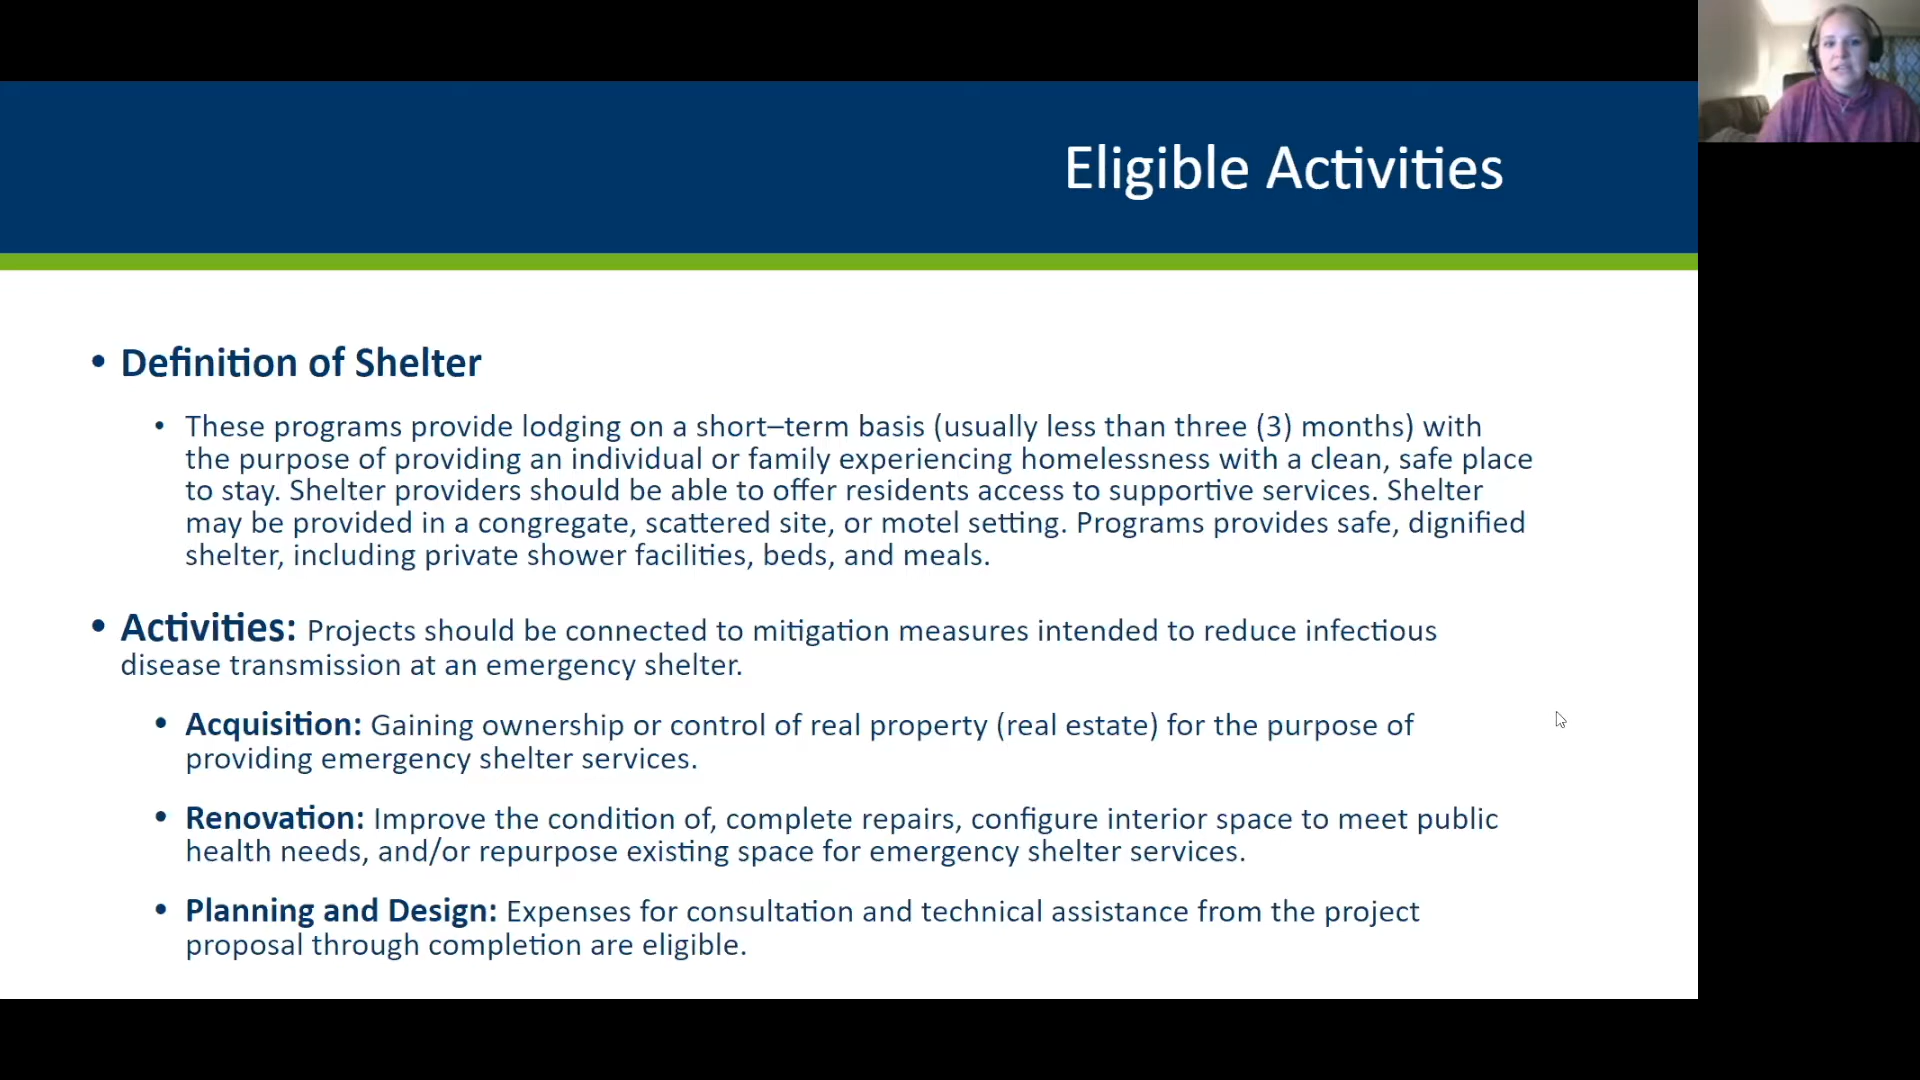 Eligible Activities
• Definition of Shelter
• These programs provide lodging on a short–term basis (usually less than three (3) months) with
the purpose of providing an individual or family experiencing homelessness with a clean, safe place
to stay. Shelter providers should be able to offer residents access to supportive services. Shelter
may be provided in a congregate, scattered site, or motel setting. Programs provides safe, dignified
shelter, including private shower facilities, beds, and meals.
• Activities: Projects should be connected to mitigation measures intended to reduce infectious
disease transmission at an emergency shelter.
• Acquisition: Gaining ownership or control of real property (real estate) for the purpose of
providing emergency shelter services.
• Renovation: Improve the condition of, complete repairs, configure interior space to meet public
health needs, and/or repurpose existing space for emergency shelter services.
• Planning and Design: Expenses for consultation and technical assistance from the project
proposal through completion are eligible.